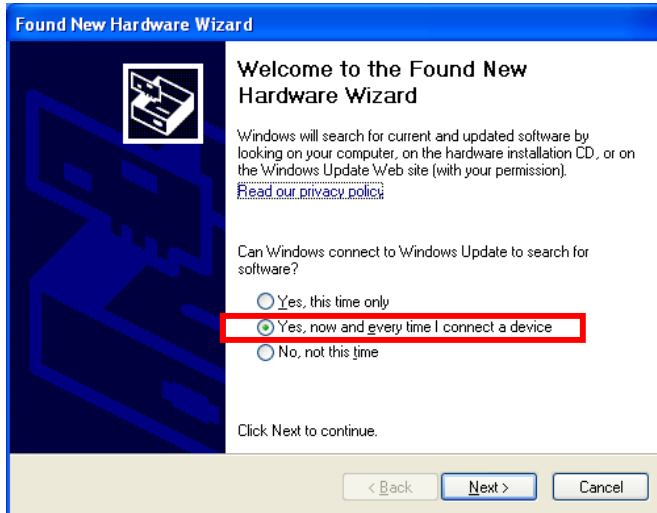 Found New Hardware Wizard
Welcome to the Found New
Hardware Wizard
Windows will search for current and updated software by
looking on your computer, on the hardware installation CD, or on
the Windows Update Web site (with your permission).
Read our privacy policy
Can Windows connect to Windows Update to search for
software?
Yes, this time only
Yes, now and every time I connect a device
No, not this time
Click Next to continue.
< Back
Next >
Cancel